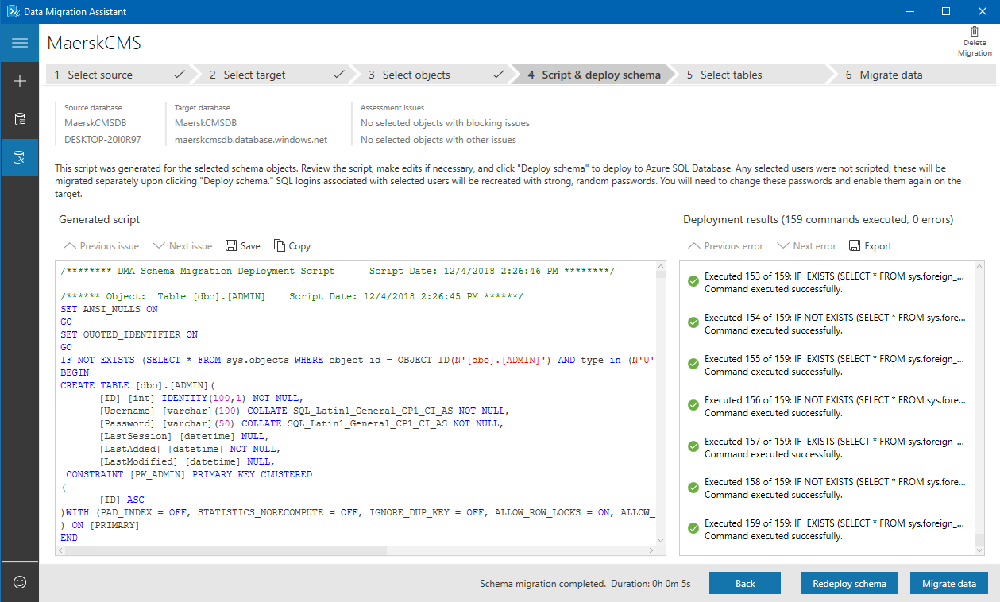 Data Migration Assistant
MaerskCMS
Delete
Migration
1 Select source
2 Select target
3 Select objects
4 Script & deploy schema
5 Select tables
6 Migrate data
Source database
MaerskCMSDB
DESKTOP-20I0R97
Target database
MaerskCMSDB
maerskcmsdb.database.windows.net
Assessment issues
No selected objects with blocking issues
No selected objects with other issues
This script was generated for the selected schema objects. Review the script, make edits if necessary, and click "Deploy schema" to deploy to Azure SQL Database. Any selected users were not scripted; these will be
migrated separately upon clicking "Deploy schema." SQL logins associated with selected users will be recreated with strong, random passwords. You will need to change these passwords and enable them again on the
target.
Generated script
Previous issue Next issue Save Copy
/******** DMA Schema Migration Deployment Script      Script Date: 12/4/2018 2:26:46 PM ********/
/****** Object:  Table [dbo].[ADMIN]    Script Date: 12/4/2018 2:26:45 PM ******/
SET ANSI_NULLS ON
GO
SET QUOTED_IDENTIFIER ON
GO
IF NOT EXISTS (SELECT * FROM sys.objects WHERE object_id = OBJECT_ID(N'[dbo].[ADMIN]') AND type in (N'U'
BEGIN
CREATE TABLE [dbo].[ADMIN](
[ID] [int] IDENTITY(100,1) NOT NULL,
[Username] [varchar](100) COLLATE SQL_Latin1_General_CP1_CI_AS NOT NULL,
[Password] [varchar](50) COLLATE SQL_Latin1_General_CP1_CI_AS NOT NULL,
[LastSession] [datetime] NULL,
[LastAdded] [datetime] NOT NULL,
[LastModified] [datetime] NULL,
CONSTRAINT [PK_ADMIN] PRIMARY KEY CLUSTERED
(
[ID] ASC
)WITH (PAD_INDEX = OFF, STATISTICS_NORECOMPUTE = OFF, IGNORE_DUP_KEY = OFF, ALLOW_ROW_LOCKS = ON, ALLOW_
) ON [PRIMARY]
END
Deployment results (159 commands executed, 0 errors)
Previous error Next error Export
Executed 153 of 159: IF  EXISTS (SELECT * FROM sys.foreign_...
Command executed successfully.
Executed 154 of 159: IF NOT EXISTS (SELECT * FROM sys.fore...
Command executed successfully.
Executed 155 of 159: IF  EXISTS (SELECT * FROM sys.foreign_...
Command executed successfully.
Executed 156 of 159: IF NOT EXISTS (SELECT * FROM sys.fore...
Command executed successfully.
Executed 157 of 159: IF  EXISTS (SELECT * FROM sys.foreign_...
Command executed successfully.
Executed 158 of 159: IF NOT EXISTS (SELECT * FROM sys.fore...
Command executed successfully.
Executed 159 of 159: IF  EXISTS (SELECT * FROM sys.foreign_...
Command executed successfully.
Schema migration completed.  Duration: 0h 0m 5s
Back
Redeploy schema
Migrate data